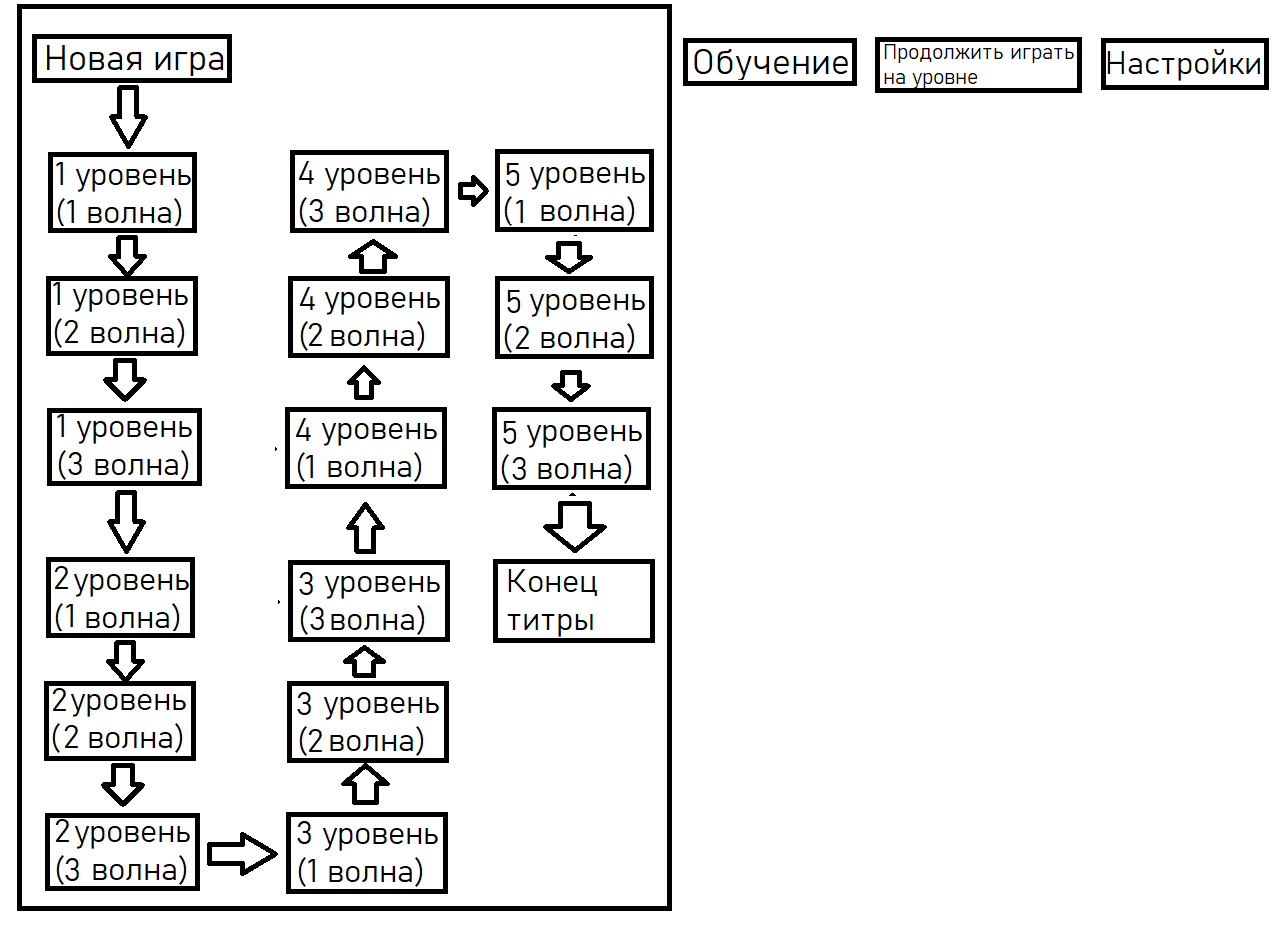 Новая игра
Обучение
Продолжить играть
на уровне
Настройки
1 уровень
(1 волна)
1 уровень
(2 волна)
1 уровень
(3 волна)
2 уровень
(1 волна)
2 уровень
(2 волна)
2 уровень
(3 волна)
3 уровень
(1 волна)
3 уровень
(2 волна)
3 уровень
(3 волна)
4 уровень
(1 волна)
4 уровень
(2 волна)
4 уровень
(3 волна)
5 уровень
(1 волна)
5 уровень
(2 волна)
5 уровень
(3 волна)
Конец
титры